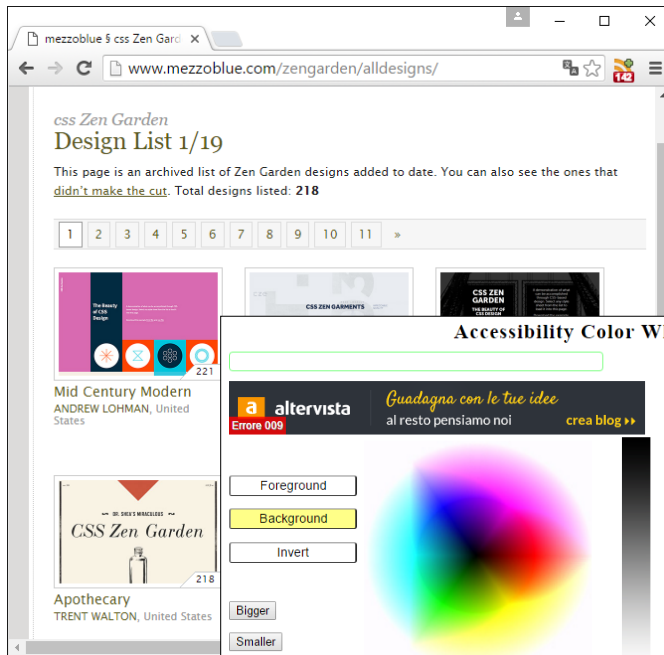 mezzoblue § css Zen Gard
www.mezzoblue.com/zengarden/alldesigns/
142
css Zen Garden
Design List 1/19
This page is an archived list of Zen Garden designs added to date. You can also see the ones that
didn't make the cut. Total designs listed: 218
1 2 3 4 5 6 7 8 9 10 11 »
The Beauty
of CSS
Design
221
Mid Century Modern
ANDREW LOHMAN, United
States
CSS ZEN GARMENTS
CSS ZEN
GARDEN
THE BEAUTY OF
CSS DESIGN
DR. SHEA'S MIRACULOUS
CSS Zen Garden
218
Apothecary
TRENT WALTON, United States
Accessibility Color Wh
a altervista
Errore 009
Guadagna con le tue idee
al resto pensiamo noi
crea blog
Foreground
Background
Invert
Bigger
Smaller